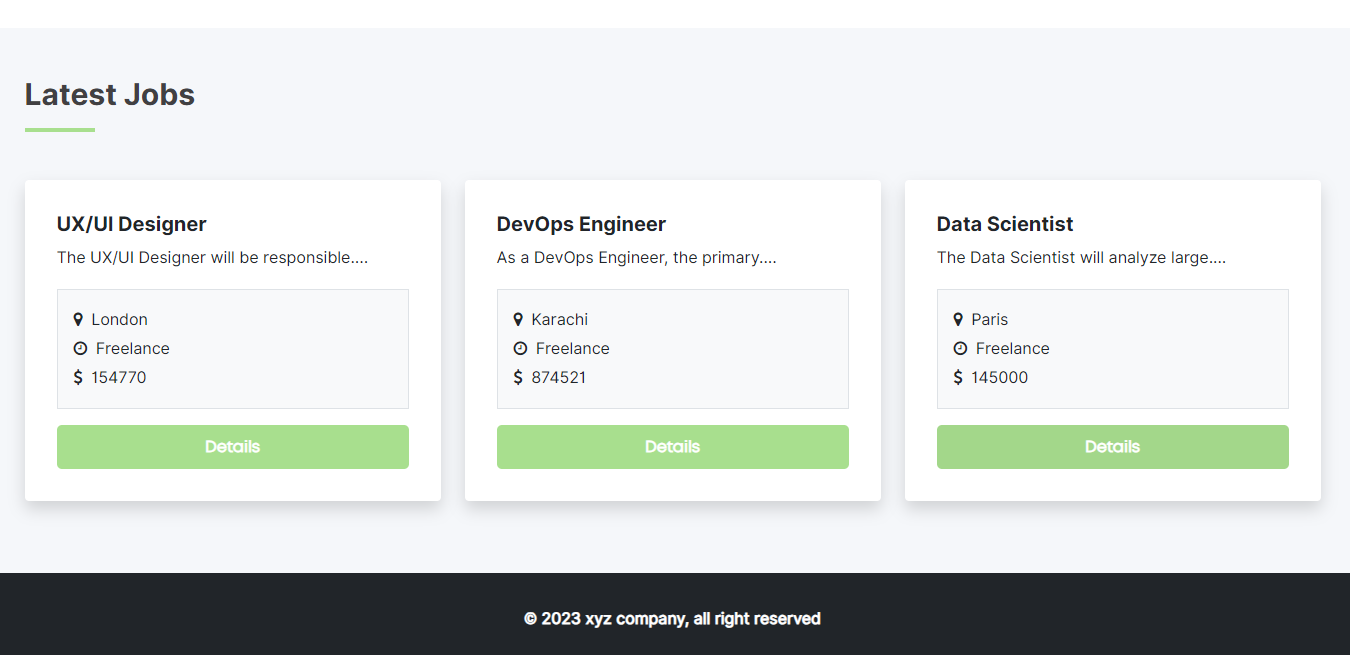 Latest Jobs
UX/UI Designer
The UX/UI Designer will be responsible....
London
Freelance
$ 154770
Details
DevOps Engineer
As a DevOps Engineer, the primary....
Karachi
Freelance
$ 874521
Details
Data Scientist
The Data Scientist will analyze large....
Paris
Freelance
$ 145000
Details
© 2023 xyz company, all right reserved